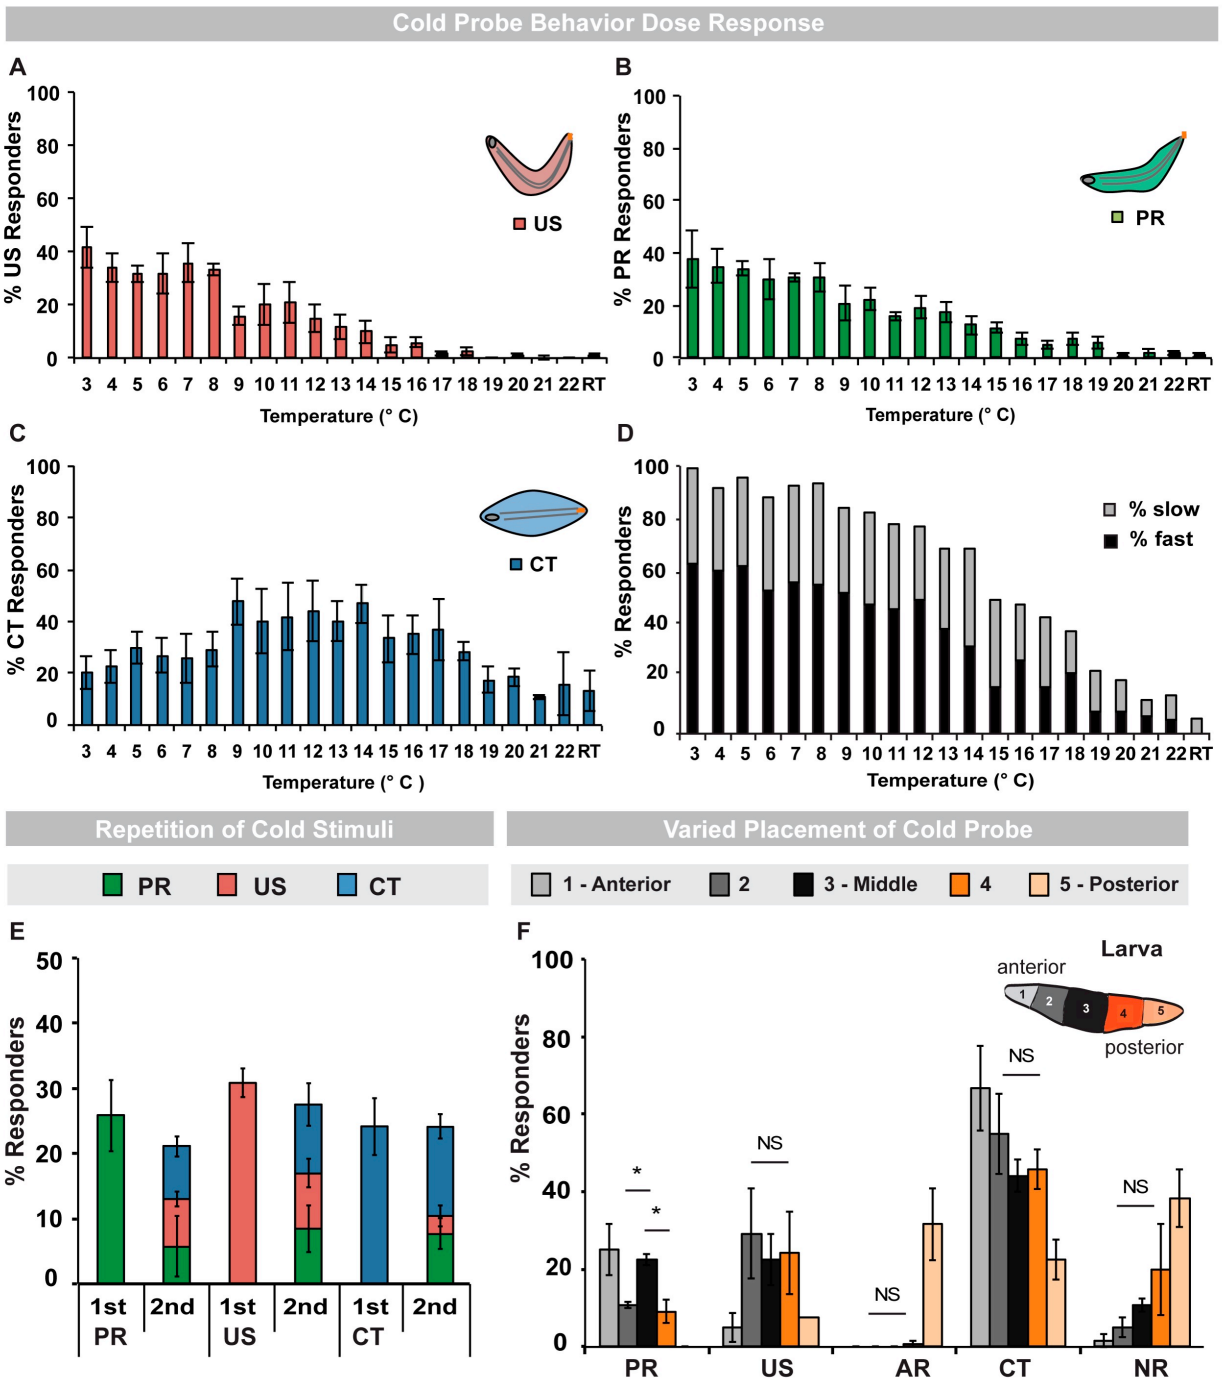 Cold Probe Behavior Dose Response
A
% US Responders
100
80
60
40
20
0
US
3 4 5 6 7 8 9 10 11 12 13 14 15 16 17 18 19 20 21 22 RT
Temperature (° C)
B
% PR Responders
100
80
60
40
20
0
PR
3 4 5 6 7 8 9 10 11 12 13 14 15 16 17 18 19 20 21 22 RT
Temperature (° C)
C
% CT Responders
100
80
60
40
20
0
CT
3 4 5 6 7 8 9 10 11 12 13 14 15 16 17 18 19 20 21 22 RT
Temperature (° C )
D
% Responders
100
80
60
40
20
0
% slow
% fast
3 4 5 6 7 8 9 10 11 12 13 14 15 16 17 18 19 20 21 22 RT
Temperature (° C)
Repetition of Cold Stimuli
PR US CT
E
% Responders
50
40
30
20
10
0
1st 2nd 1st 2nd 1st 2nd
PR US CT
Varied Placement of Cold Probe
1 - Anterior 2 3 - Middle 4 5 - Posterior
F
% Responders
100
80
60
40
20
0
Larva
anterior
1 2 3 4 5
posterior
* * NS NS NS NS
PR US AR CT NR